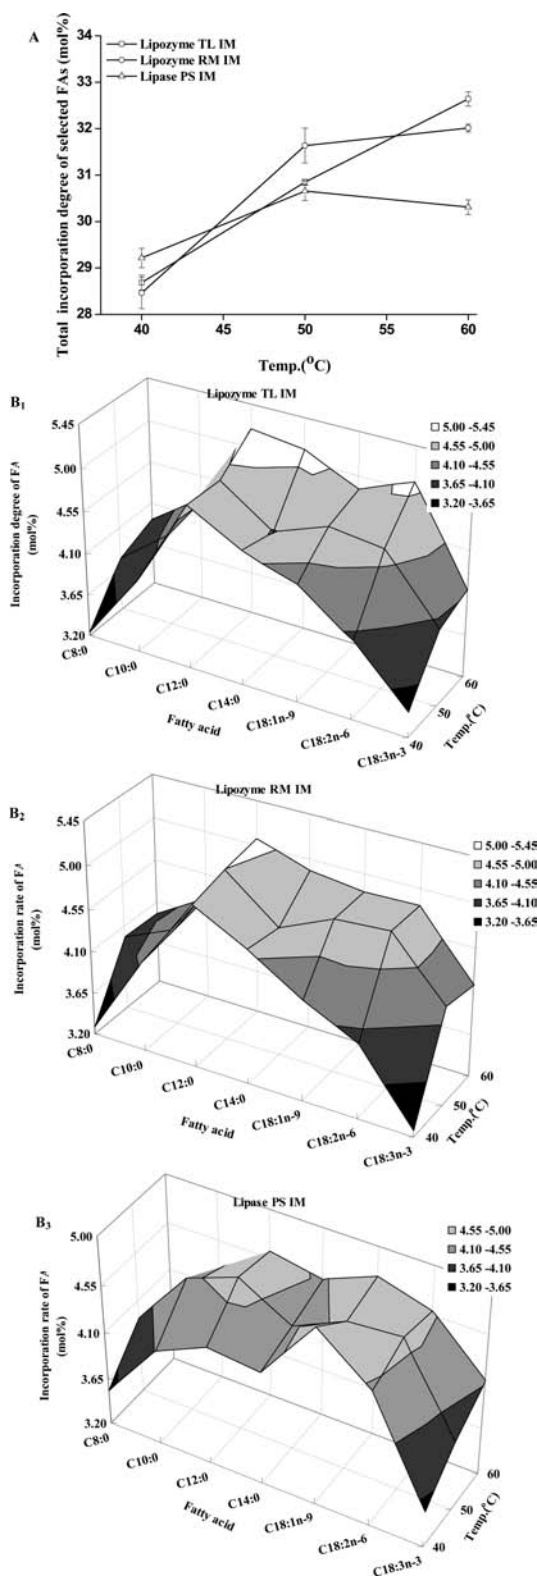 A
Total incorporation degree of selected FAs (mol%)
34
33
32
31
30
29
28
Lipozyme TL IM
Lipozyme RM IM
Lipase PS IM
40 45 50 55 60
Temp.(°C)
B1
Lipozyme TL IM
Incorporation degree of FA
(mol%)
5.45
5.00
4.55
4.10
3.65
3.20
5.00 -5.45
4.55 -5.00
4.10 -4.55
3.65 -4.10
3.20 -3.65
C8:0
C10:0
C12:0
C14:0
C18:1n-9
C18:2n-6
C18:3n-3
Fatty acid
40
50
60
Temp.(°C)
B2
Lipozyme RM IM
Incorporation rate of FA
(mol%)
5.45
5.00
4.55
4.10
3.65
3.20
5.00 -5.45
4.55 -5.00
4.10 -4.55
3.65 -4.10
3.20 -3.65
C8:0
C10:0
C12:0
C14:0
C18:1n-9
C18:2n-6
C18:3n-3
Fatty acid
40
50
60
Temp.(°C)
B3
Lipase PS IM
Incorporation rate of FA
(mol%)
5.00
4.55
4.10
3.65
3.20
4.55 -5.00
4.10 -4.55
3.65 -4.10
3.20 -3.65
C8:0
C10:0
C12:0
C14:0
C18:1n-9
C18:2n-6
C18:3n-3
Fatty acid
40
50
60
Temp.(°C)